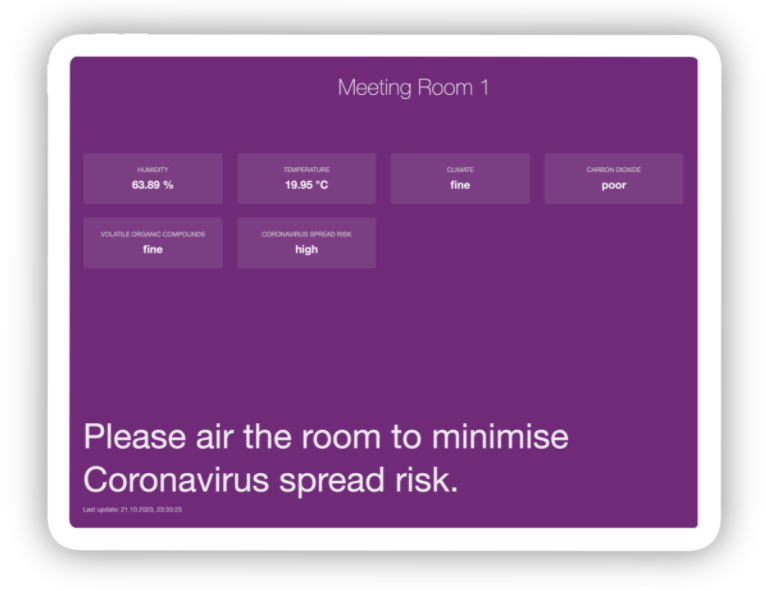 Meeting Room 1
HUMIDITY
63.89 %
TEMPERATURE
19.95 °C
CLIMATE
fine
CARBON DIOXIDE
poor
VOLATILE ORGANIC COMPOUNDS
fine
CORONAVIRUS SPREAD RISK
high
Please air the room to minimise
Coronavirus spread risk.
Last update: 21.10.2020, 23:33:23